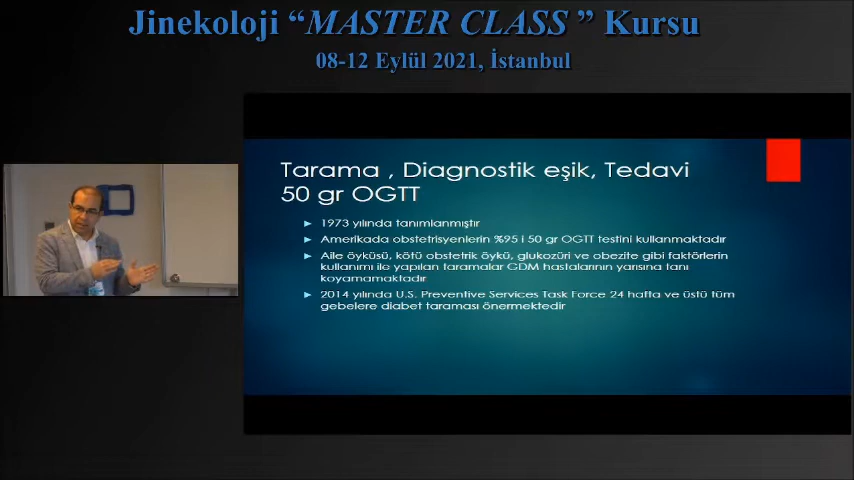 Jinekoloji “MASTER CLASS ” Kursu
08-12 Eylül 2021, İstanbul
Tarama , Diagnostik eşik, Tedavi
50 gr OGTT
1973 yılında tanımlanmıştır
Amerikada obstetrisyenlerin %95 i 50 gr OGTT testini kullanmaktadır
Aile öyküsü, kötü obstetrik öykü, glukozüri ve obezite gibi faktörlerin
kullanımı ile yapılan taramalar GDM hastalarının yarısına tanı
koyamamaktadır
2014 yılında U.S. Preventive Services Task Force 24 hafta ve üstü tüm
gebelere diabet taraması önermektedir